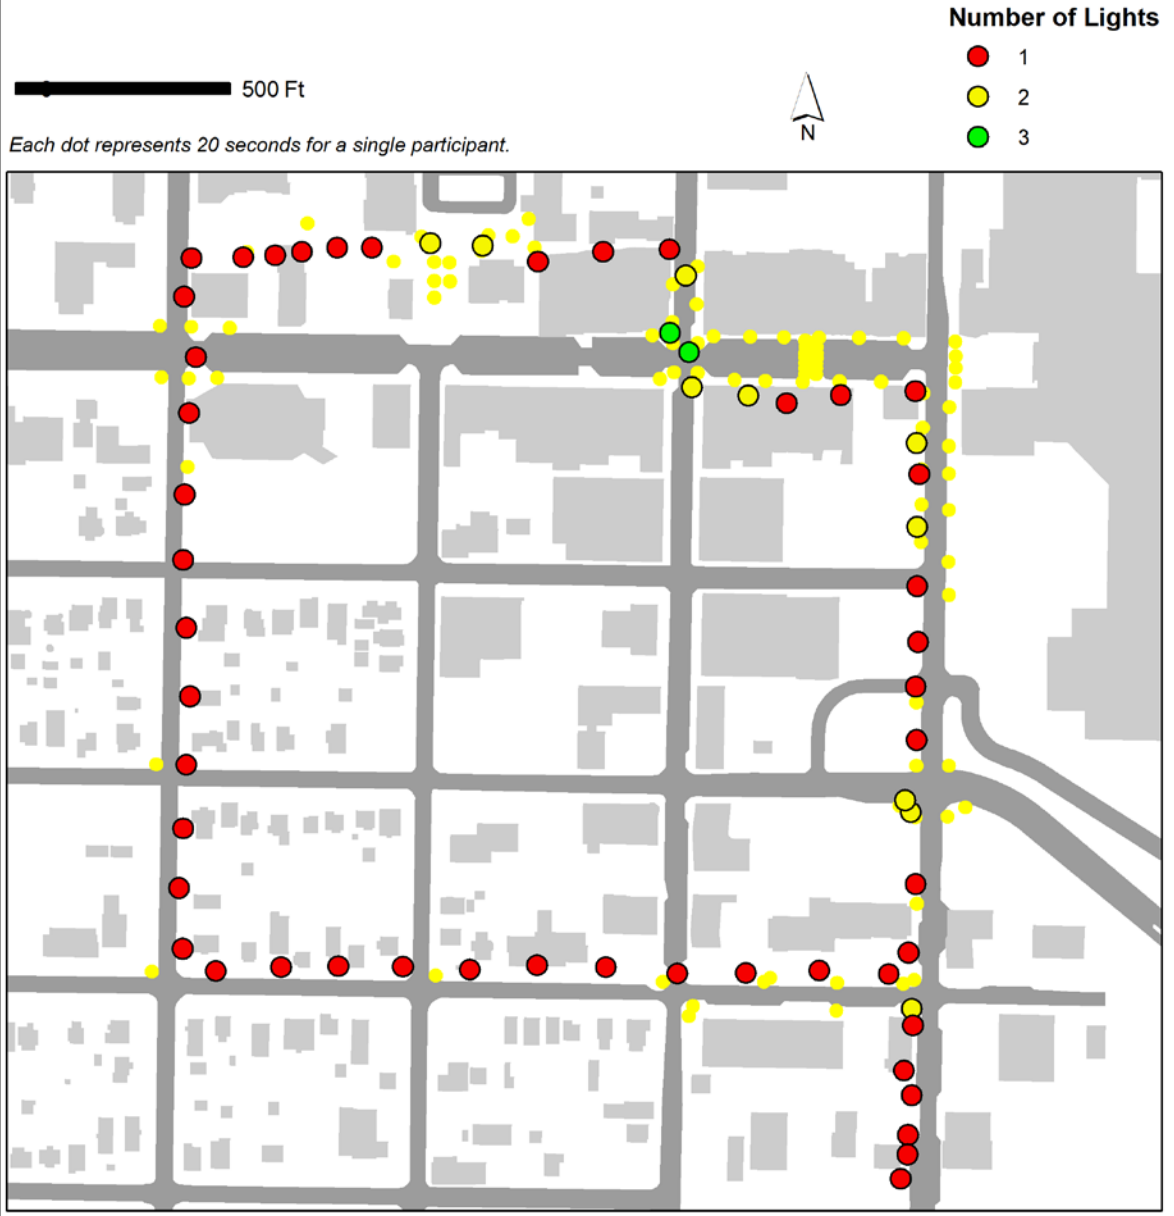 Number of Lights
1
500 Ft
2
N
3
Each dot represents 20 seconds for a single participant.